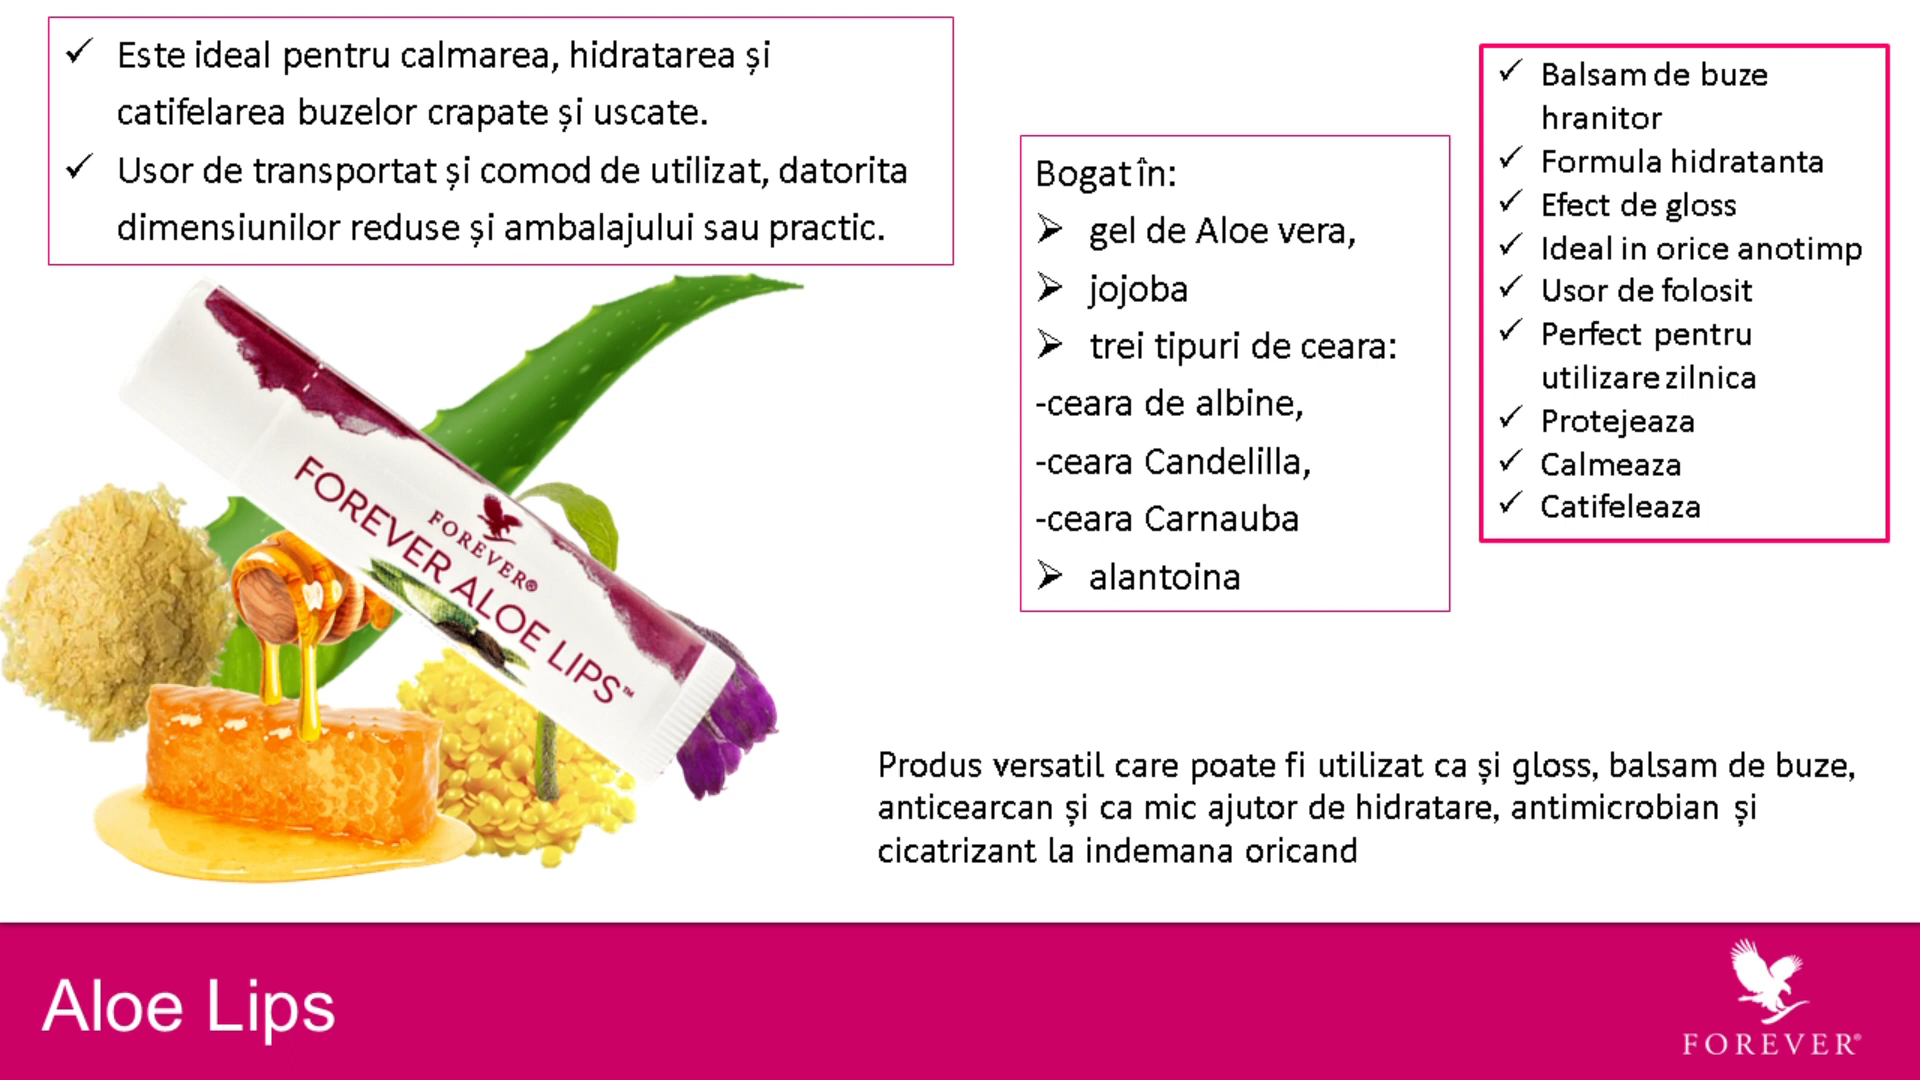 ✓ Este ideal pentru calmarea, hidratarea și
catifelarea buzelor crapate și uscate.
✓ Usor de transportat și comod de utilizat, datorita
dimensiunilor reduse și ambalajului sau practic.
FOREVER®
FOREVER ALOE LIPS™
Bogat în:
➢ gel de Aloe vera,
➢ jojoba
➢ trei tipuri de ceara:
-ceara de albine,
-ceara Candelilla,
-ceara Carnauba
➢ alantoina
✓ Balsam de buze
hranitor
✓ Formula hidratanta
✓ Efect de gloss
✓ Ideal in orice anotimp
✓ Usor de folosit
✓ Perfect pentru
utilizare zilnica
✓ Protejeaza
✓ Calmeaza
✓ Catifeleaza
Produs versatil care poate fi utilizat ca și gloss, balsam de buze,
anticearcan și ca mic ajutor de hidratare, antimicrobian și
cicatrizant la indemana oricand
Aloe Lips
FOREVER®